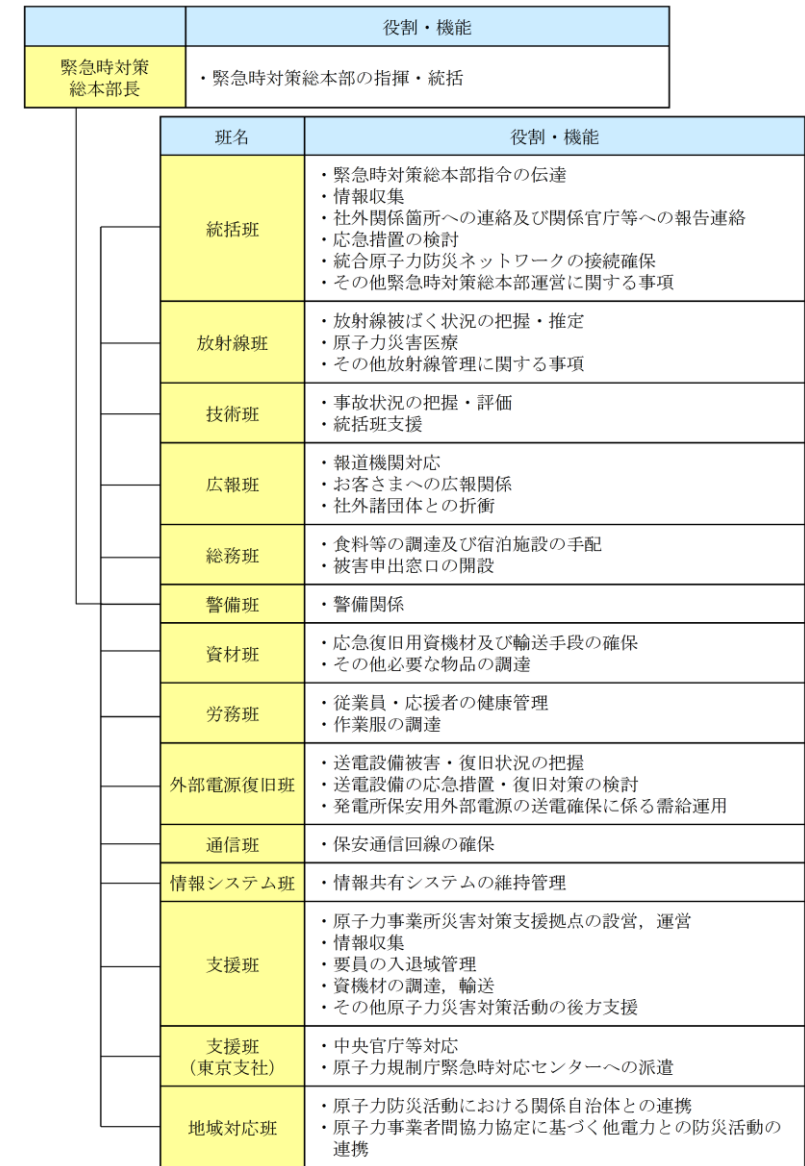 役割・機能
緊急時対策
総本部長
・緊急時対策総本部の指揮・統括
班名
役割・機能
統括班
・緊急時対策総本部指令の伝達
・情報収集
・社外関係箇所への連絡及び関係官庁等への報告連絡
・応急措置の検討
・統合原子力防災ネットワークの接続確保
・その他緊急時対策総本部運営に関する事項
放射線班
・放射線被ばく状況の把握・推定
・原子力災害医療
・その他放射線管理に関する事項
技術班
・事故状況の把握・評価
・統括班支援
広報班
・報道機関対応
・お客さまへの広報関係
・社外諸団体との折衝
総務班
・食料等の調達及び宿泊施設の手配
・被害申出窓口の開設
警備班
・警備関係
資材班
・応急復旧用資機材及び輸送手段の確保
・その他必要な物品の調達
労務班
・従業員・応援者の健康管理
・作業服の調達
外部電源復旧班
・送電設備被害・復旧状況の把握
・送電設備の応急措置・復旧対策の検討
・発電所保安用外部電源の送電確保に係る需給運用
通信班
・保安通信回線の確保
情報システム班
・情報共有システムの維持管理
支援班
・原子力事業所災害対策支援拠点の設営，運営
・情報収集
・要員の入退域管理
・資機材の調達，輸送
・その他原子力災害対策活動の後方支援
支援班
（東京支社）
・中央官庁等対応
・原子力規制庁緊急時対応センターへの派遣
地域対応班
・原子力防災活動における関係自治体との連携
・原子力事業者間協力協定に基づく他電力との防災活動の
連携